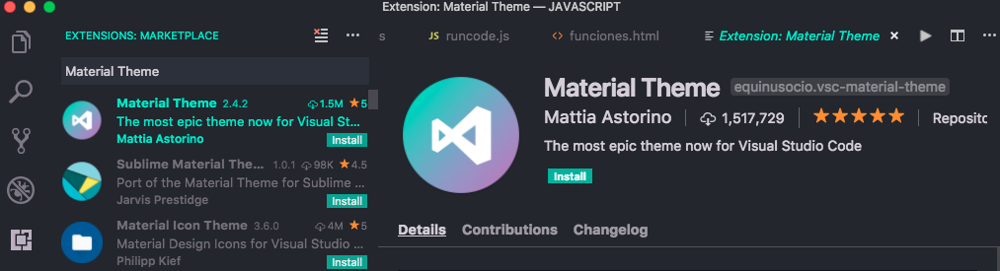 Extension: Material Theme — JAVASCRIPT
EXTENSIONS: MARKETPLACE
s
JS runcode.js
<> funciones.html
Extension: Material Theme
Material Theme
Material Theme 2.4.2 1.5M ★5
The most epic theme now for Visual St...
Mattia Astorino
Install
Sublime Material The... 1.0.1 98K ★4.5
Port of the Material Theme for Sublime ...
Jarvis Prestidge
Install
Material Icon Theme 3.6.0 4M ★5
Material Design Icons for Visual Studio ...
Philipp Kief
Install
Material Theme equinusocio.vsc-material-theme
Mattia Astorino 1,517,729 ★★★★★ Reposito
The most epic theme now for Visual Studio Code
Install
Details Contributions Changelog